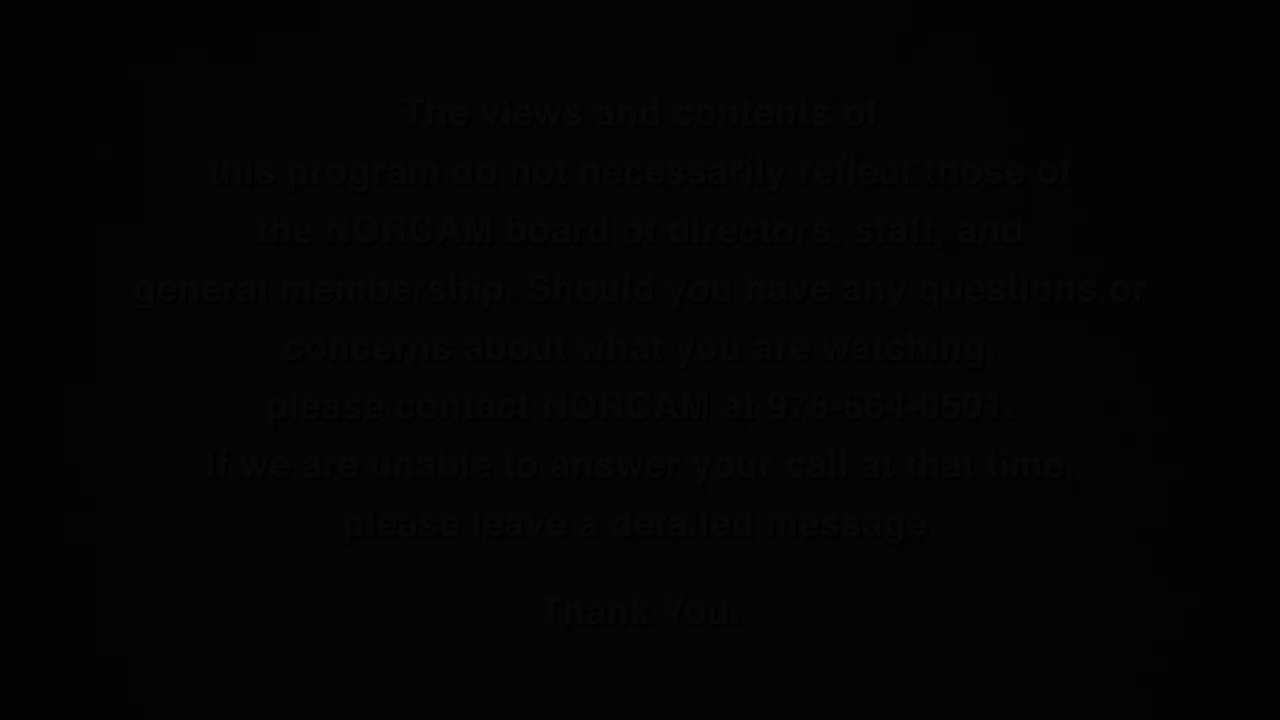 The views and contents of
this program do not necessarily reflect those of
the NORCAM board of directors, staff, and
general membership. Should you have any questions or
concerns about what you are watching,
please contact NORCAM at 978-664-0501.
If we are unable to answer your call at that time,
please leave a detailed message.
Thank You.